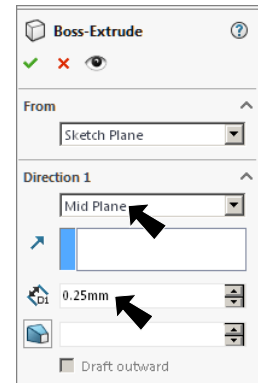 Boss-Extrude
From
Sketch Plane
Direction 1
Mid Plane
D1
0.25mm
Draft outward